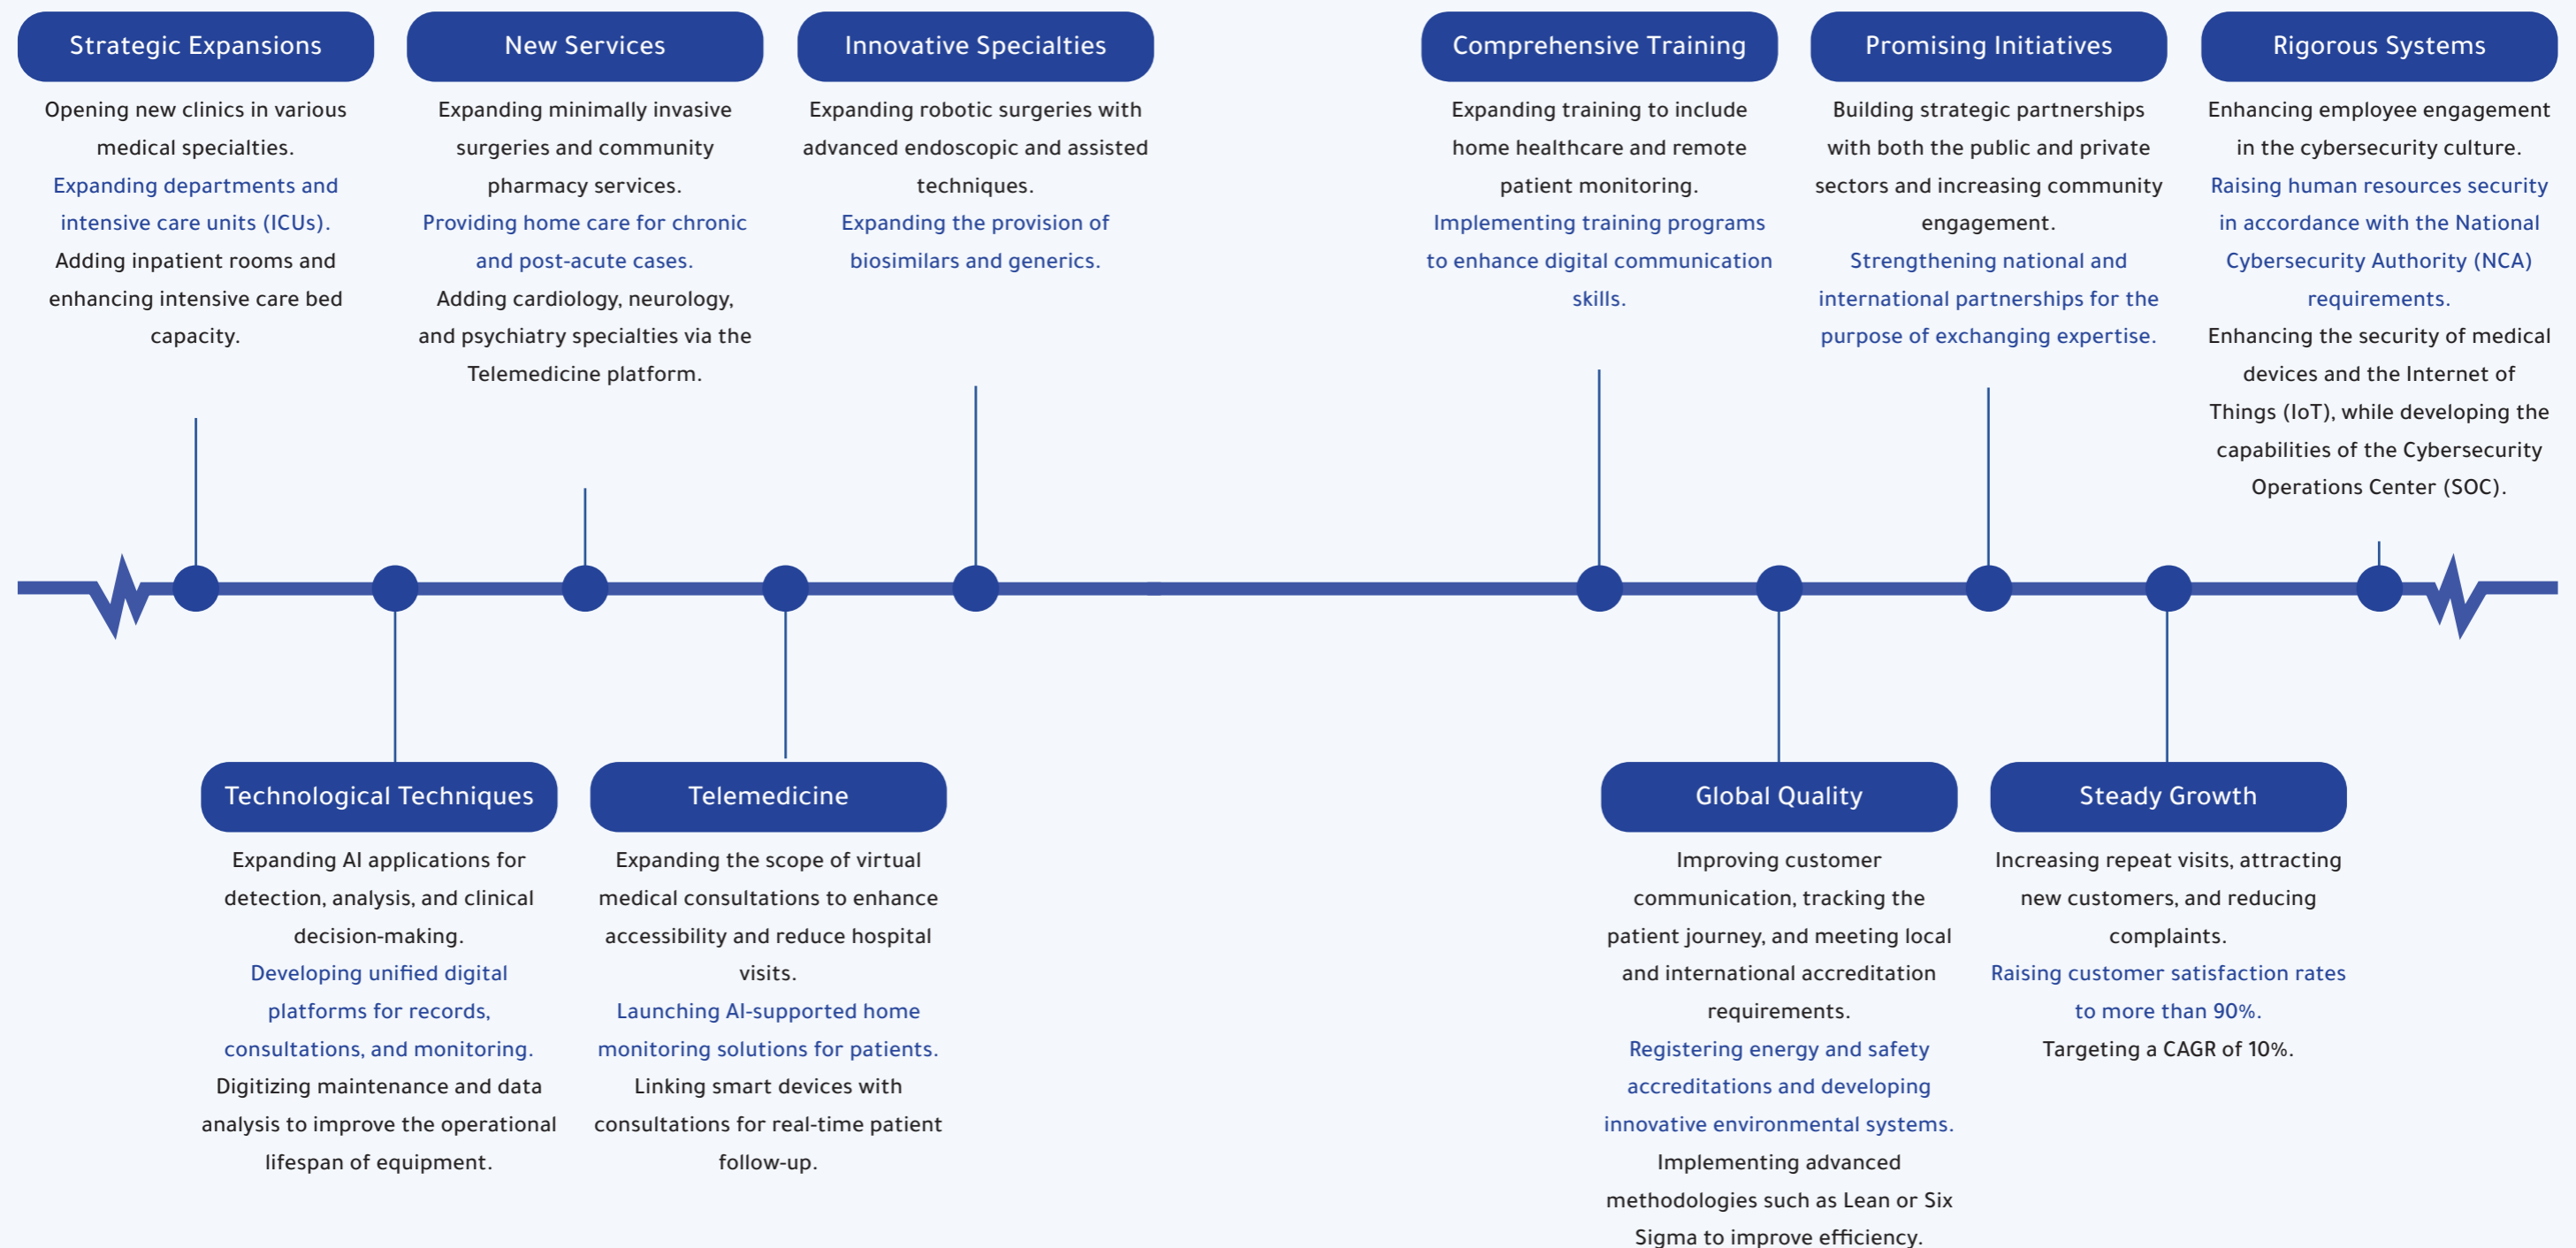 Strategic Expansions
Opening new clinics in various
medical specialties.
Expanding departments and
intensive care units (ICUs).
Adding inpatient rooms and
enhancing intensive care bed
capacity.
New Services
Expanding minimally invasive
surgeries and community
pharmacy services.
Providing home care for chronic
and post-acute cases.
Adding cardiology, neurology,
and psychiatry specialties via the
Telemedicine platform.
Innovative Specialties
Expanding robotic surgeries with
advanced endoscopic and assisted
techniques.
Expanding the provision of
biosimilars and generics.
Comprehensive Training
Expanding training to include
home healthcare and remote
patient monitoring.
Implementing training programs
to enhance digital communication
skills.
Promising Initiatives
Building strategic partnerships
with both the public and private
sectors and increasing community
engagement.
Strengthening national and
international partnerships for the
purpose of exchanging expertise.
Rigorous Systems
Enhancing employee engagement
in the cybersecurity culture.
Raising human resources security
in accordance with the National
Cybersecurity Authority (NCA)
requirements.
Enhancing the security of medical
devices and the Internet of
Things (IoT), while developing the
capabilities of the Cybersecurity
Operations Center (SOC).
Technological Techniques
Expanding AI applications for
detection, analysis, and clinical
decision-making.
Developing unified digital
platforms for records,
consultations, and monitoring.
Digitizing maintenance and data
analysis to improve the operational
lifespan of equipment.
Telemedicine
Expanding the scope of virtual
medical consultations to enhance
accessibility and reduce hospital
visits.
Launching AI-supported home
monitoring solutions for patients.
Linking smart devices with
consultations for real-time patient
follow-up.
Global Quality
Improving customer
communication, tracking the
patient journey, and meeting local
and international accreditation
requirements.
Registering energy and safety
accreditations and developing
innovative environmental systems.
Implementing advanced
methodologies such as Lean or Six
Sigma to improve efficiency.
Steady Growth
Increasing repeat visits, attracting
new customers, and reducing
complaints.
Raising customer satisfaction rates
to more than 90%.
Targeting a CAGR of 10%.